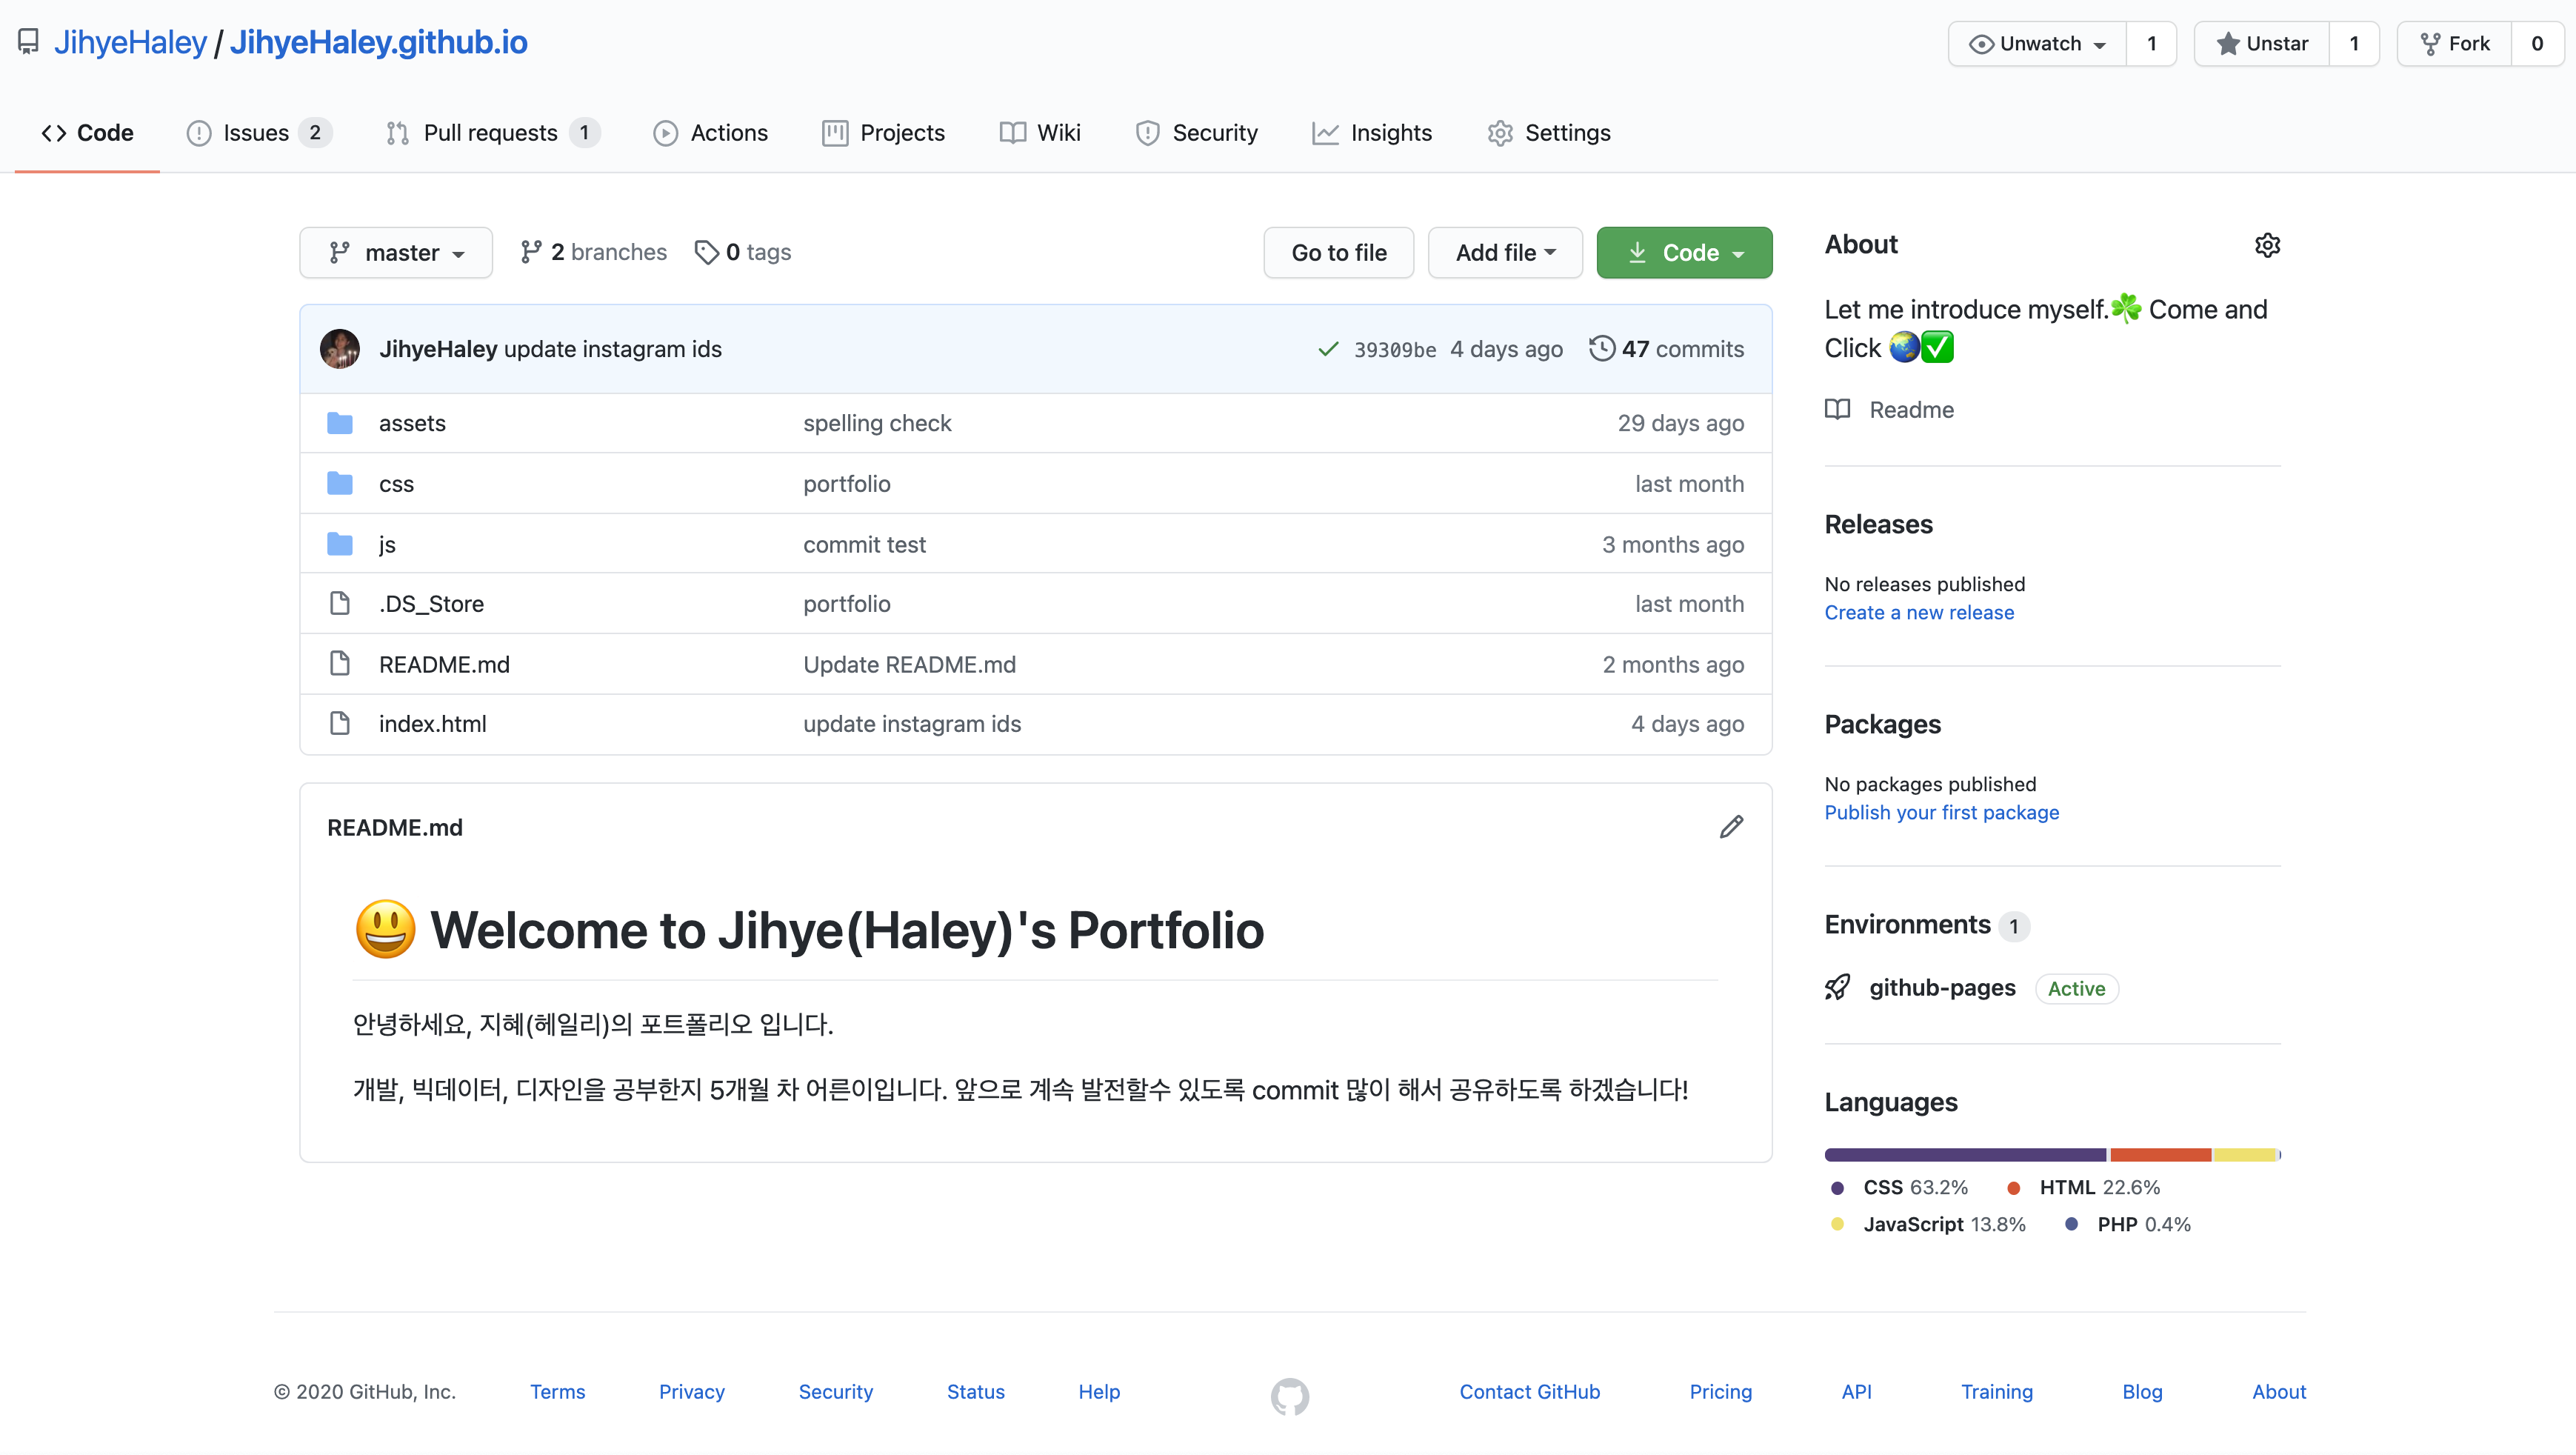 JihyeHaley / JihyeHaley.github.io
Unwatch 1
Unstar 1
Fork 0
Code
Issues 2
Pull requests 1
Actions
Projects
Wiki
Security
Insights
Settings
master
2 branches
0 tags
Go to file
Add file
Code
JihyeHaley update instagram ids 39309be 4 days ago 47 commits
assets spelling check 29 days ago
css portfolio last month
js commit test 3 months ago
.DS_Store portfolio last month
README.md Update README.md 2 months ago
index.html update instagram ids 4 days ago
README.md
😃 Welcome to Jihye(Haley)'s Portfolio
안녕하세요, 지혜(헤일리)의 포트폴리오 입니다.
개발, 빅데이터, 디자인을 공부한지 5개월 차 어른이입니다. 앞으로 계속 발전할수 있도록 commit 많이 해서 공유하도록 하겠습니다!
About
Let me introduce myself.☘️ Come and
Click 🌏✅
Readme
Releases
No releases published
Create a new release
Packages
No packages published
Publish your first package
Environments 1
github-pages Active
Languages
CSS 63.2% HTML 22.6%
JavaScript 13.8% PHP 0.4%
© 2020 GitHub, Inc. Terms Privacy Security Status Help Contact GitHub Pricing API Training Blog About